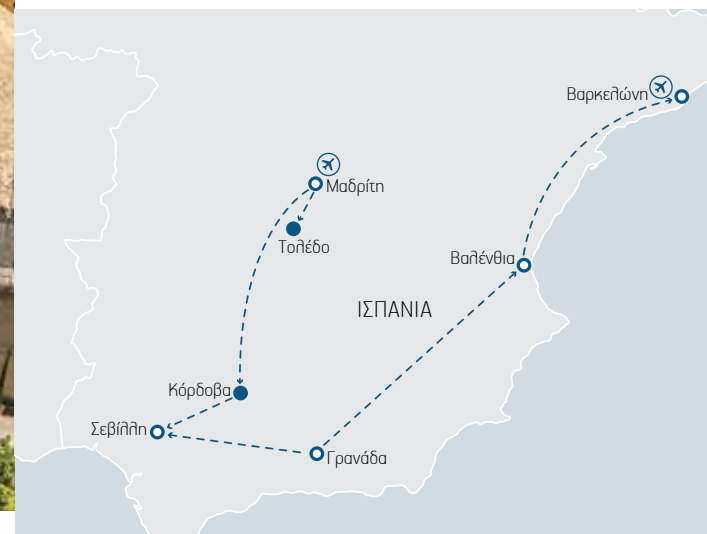 Βαρκελώνη
Μαδρίτη
Τολέδο
Βαλένθια
ΙΣΠΑΝΙΑ
Κόρδοβα
Σεβίλλη
Γρανάδα